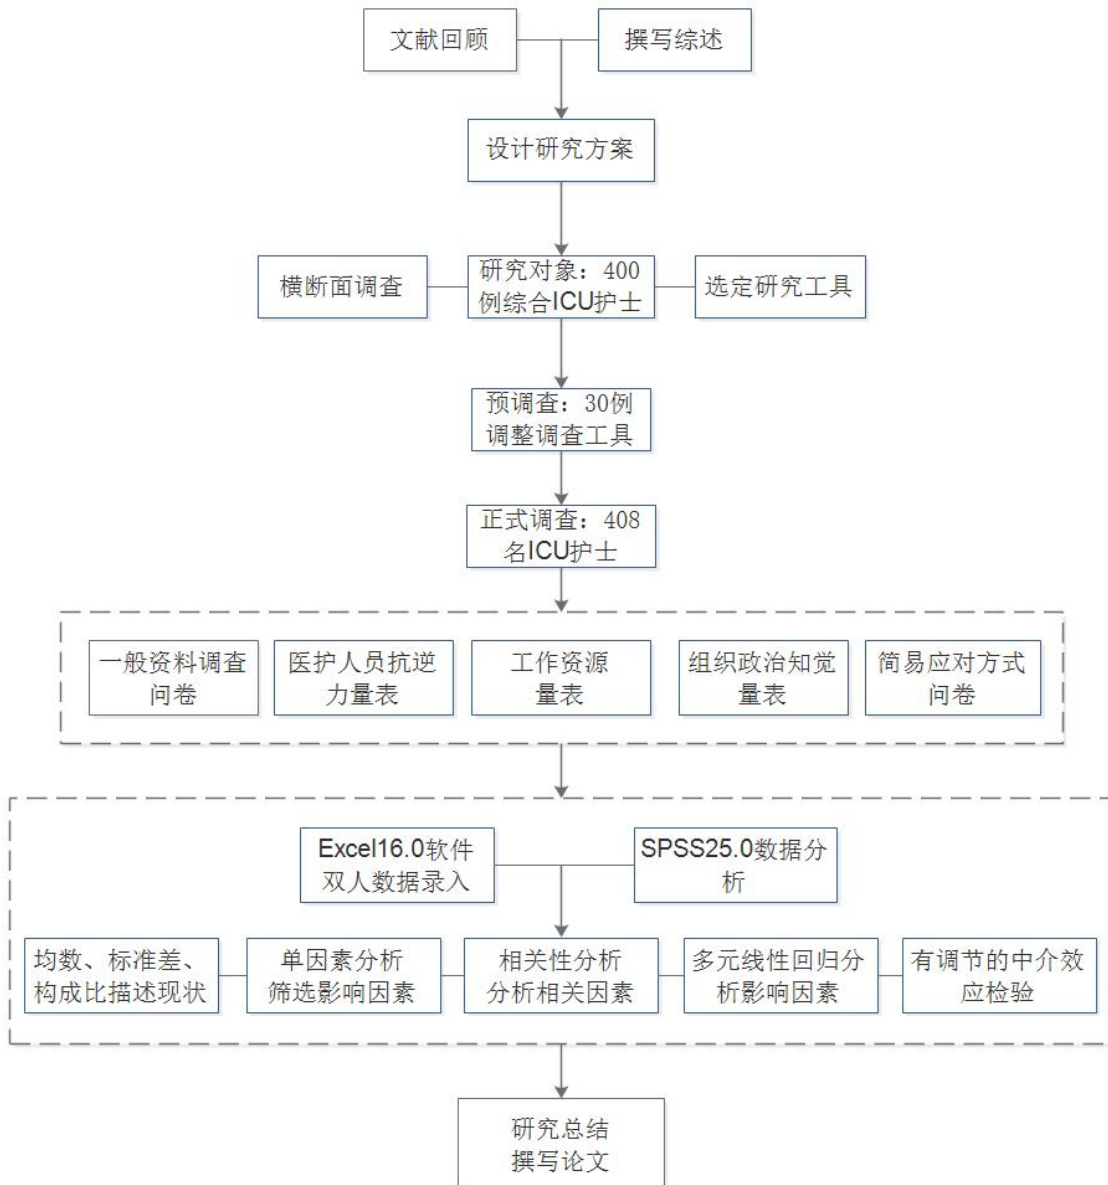 文献回顾
撰写综述
设计研究方案
横断面调查
研究对象：400
例综合ICU护士
选定研究工具
预调查：30例
调整调查工具
正式调查：408
名ICU护士
一般资料调查
问卷
医护人员抗逆
力量表
工作资源
量表
组织政治知觉
量表
简易应对方式
问卷
Excel16.0软件
双人数据录入
SPSS25.0数据分
析
均数、标准差、
构成比描述现状
单因素分析
筛选影响因素
相关性分析
分析相关因素
多元线性回归分
析影响因素
有调节的中介效
应检验
研究总结
撰写论文